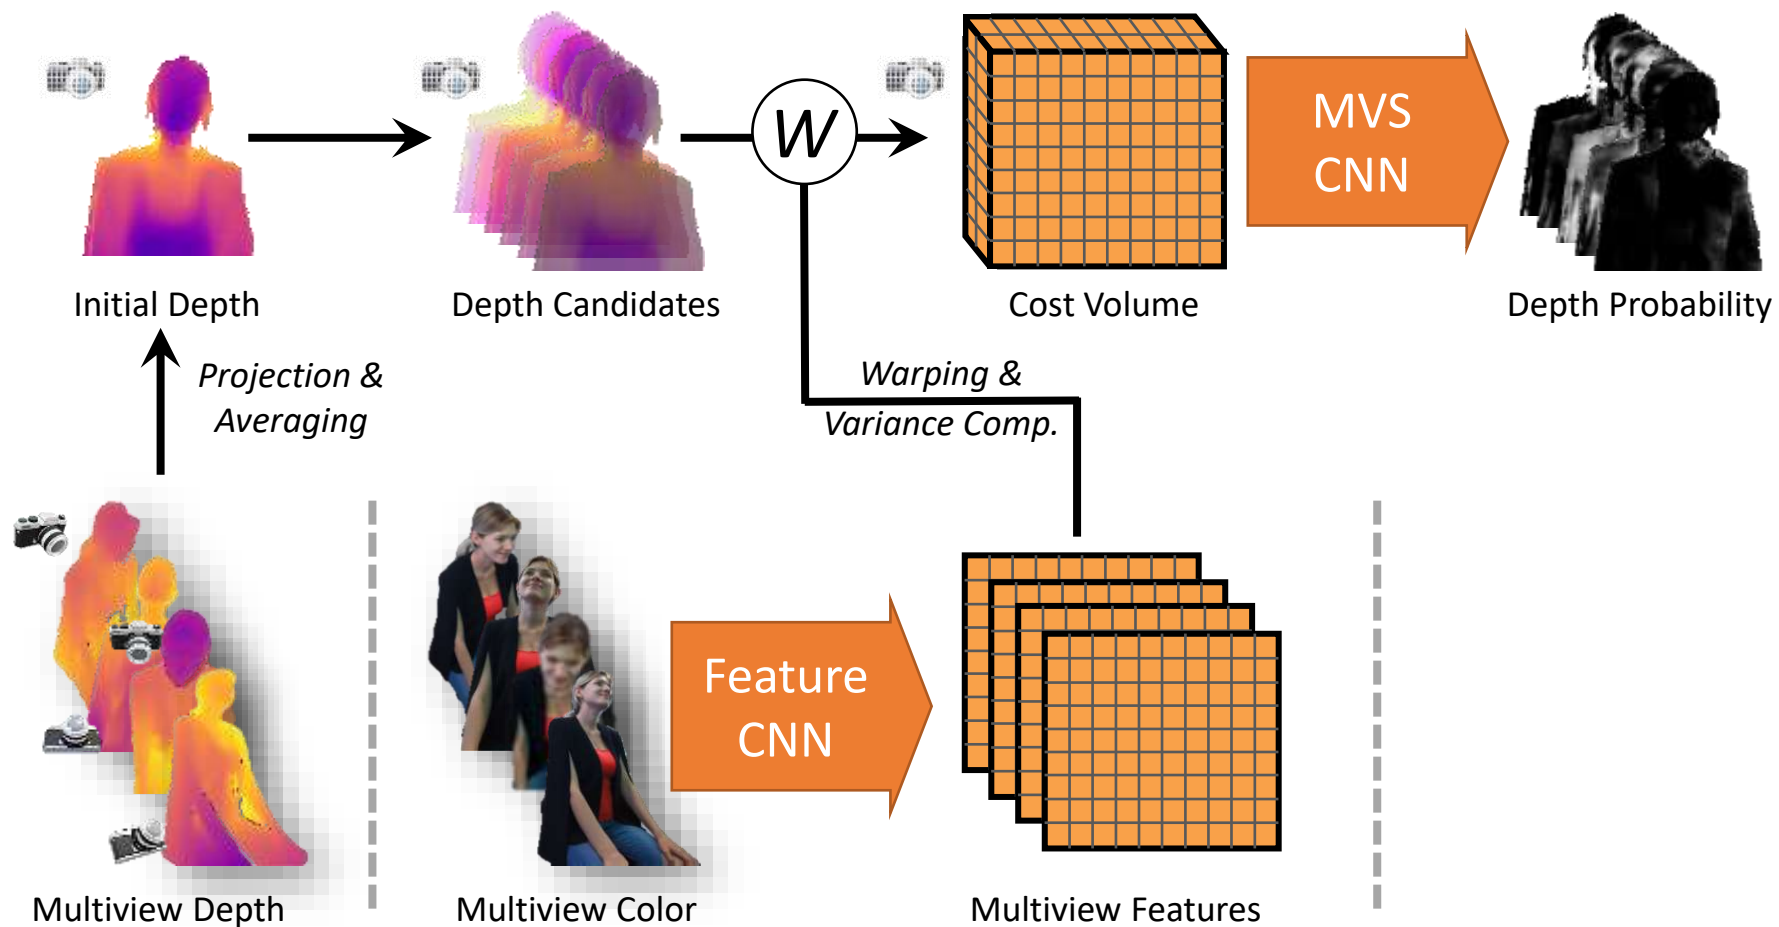 W
MVS
CNN
Initial Depth
Depth Candidates
Cost Volume
Depth Probability
Projection &
Averaging
Warping &
Variance Comp.
Feature
CNN
Multiview Depth
Multiview Color
Multiview Features